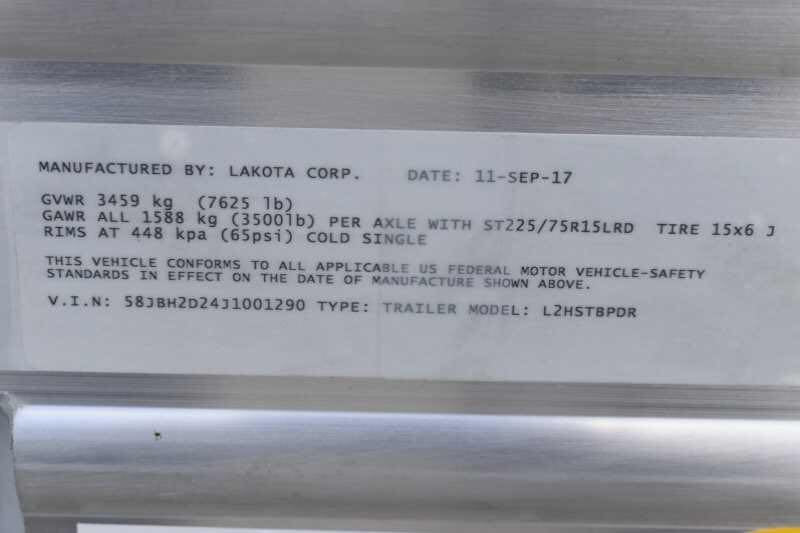 MANUFACTURED BY: LAKOTA CORP. DATE: 11-SEP-17
GVWR 3459 kg (7625 lb)
GAWR ALL 1588 kg (3500lb) PER AXLE WITH ST225/75R15LRD TIRE 15x6 J
RIMS AT 448 kpa (65psi) COLD SINGLE
THIS VEHICLE CONFORMS TO ALL APPLICABLE US FEDERAL MOTOR VEHICLE-SAFETY
STANDARDS IN EFFECT ON THE DATE OF MANUFACTURE SHOWN ABOVE.
V.I.N: 58JBH2D24J1001290 TYPE: TRAILER MODEL: L2HSTBPDR